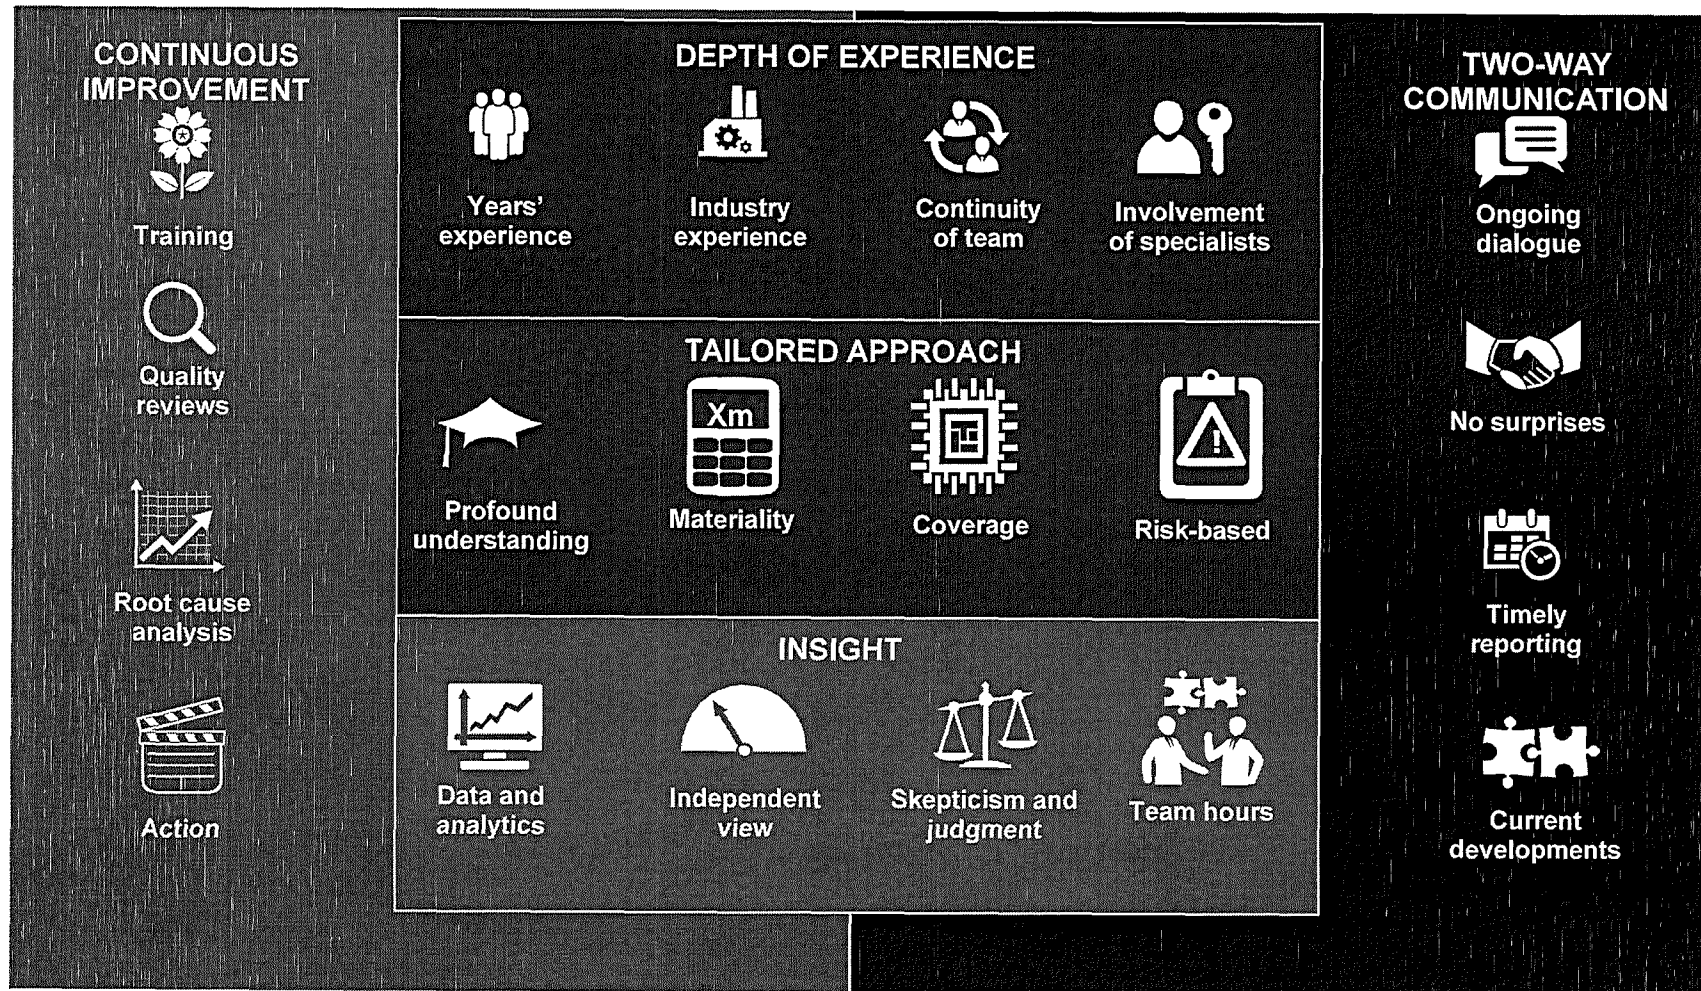 CONTINUOUS
IMPROVEMENT
Training
Quality
reviews
Root cause
analysis
Action
DEPTH OF EXPERIENCE
Years'
experience
Industry
experience
Continuity
of team
Involvement
of specialists
TAILORED APPROACH
Xm
Profound
understanding
Materiality
Coverage
!
Risk-based
INSIGHT
Data and
analytics
Independent
view
Skepticism and
judgment
Team hours
TWO-WAY
COMMUNICATION
Ongoing
dialogue
No surprises
Timely
reporting
Current
developments